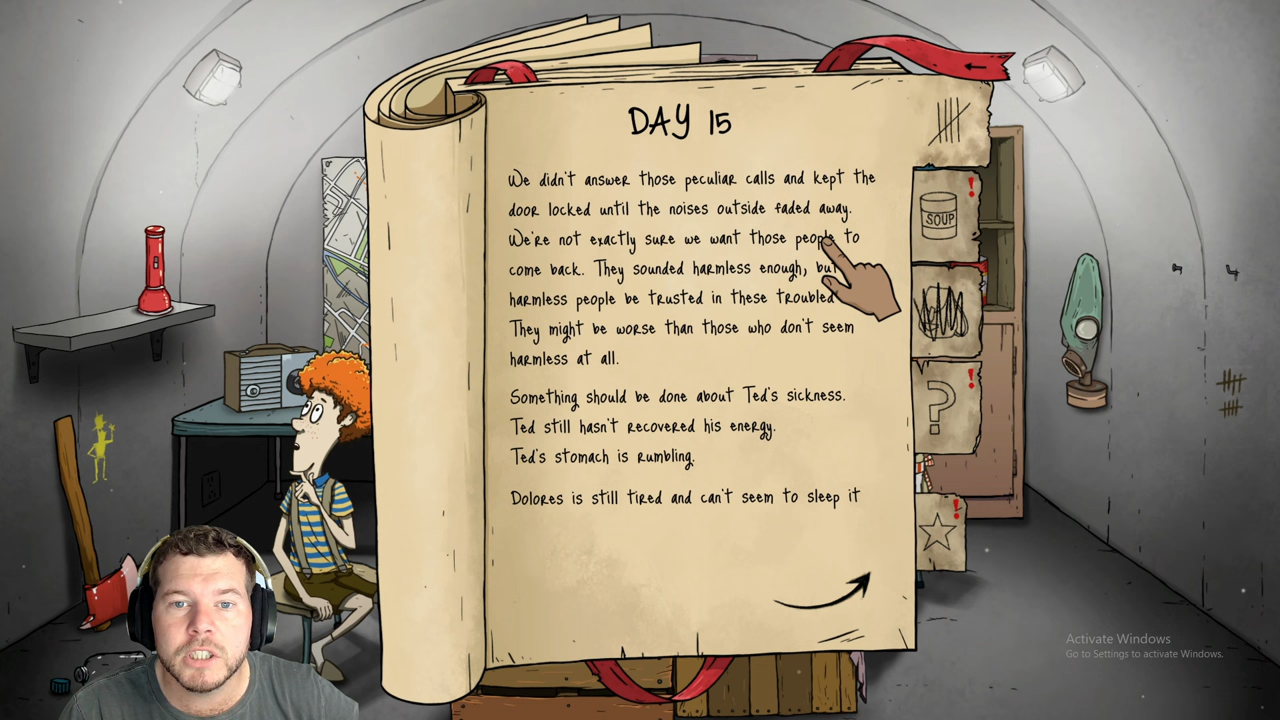 DAY 15
We didn't answer those peculiar calls and kept the
door locked until the noises outside faded away.
We're not exactly sure we want those people to
come back. They sounded harmless enough, but
harmless people be trusted in these troubled
They might be worse than those who don't seem
harmless at all.
Something should be done about Ted's sickness.
Ted still hasn't recovered his energy.
Ted's stomach is rumbling.
Dolores is still tired and can't seem to sleep it
SOUP
!
!
?
!
Activate Windows
Go to Settings to activate Windows.